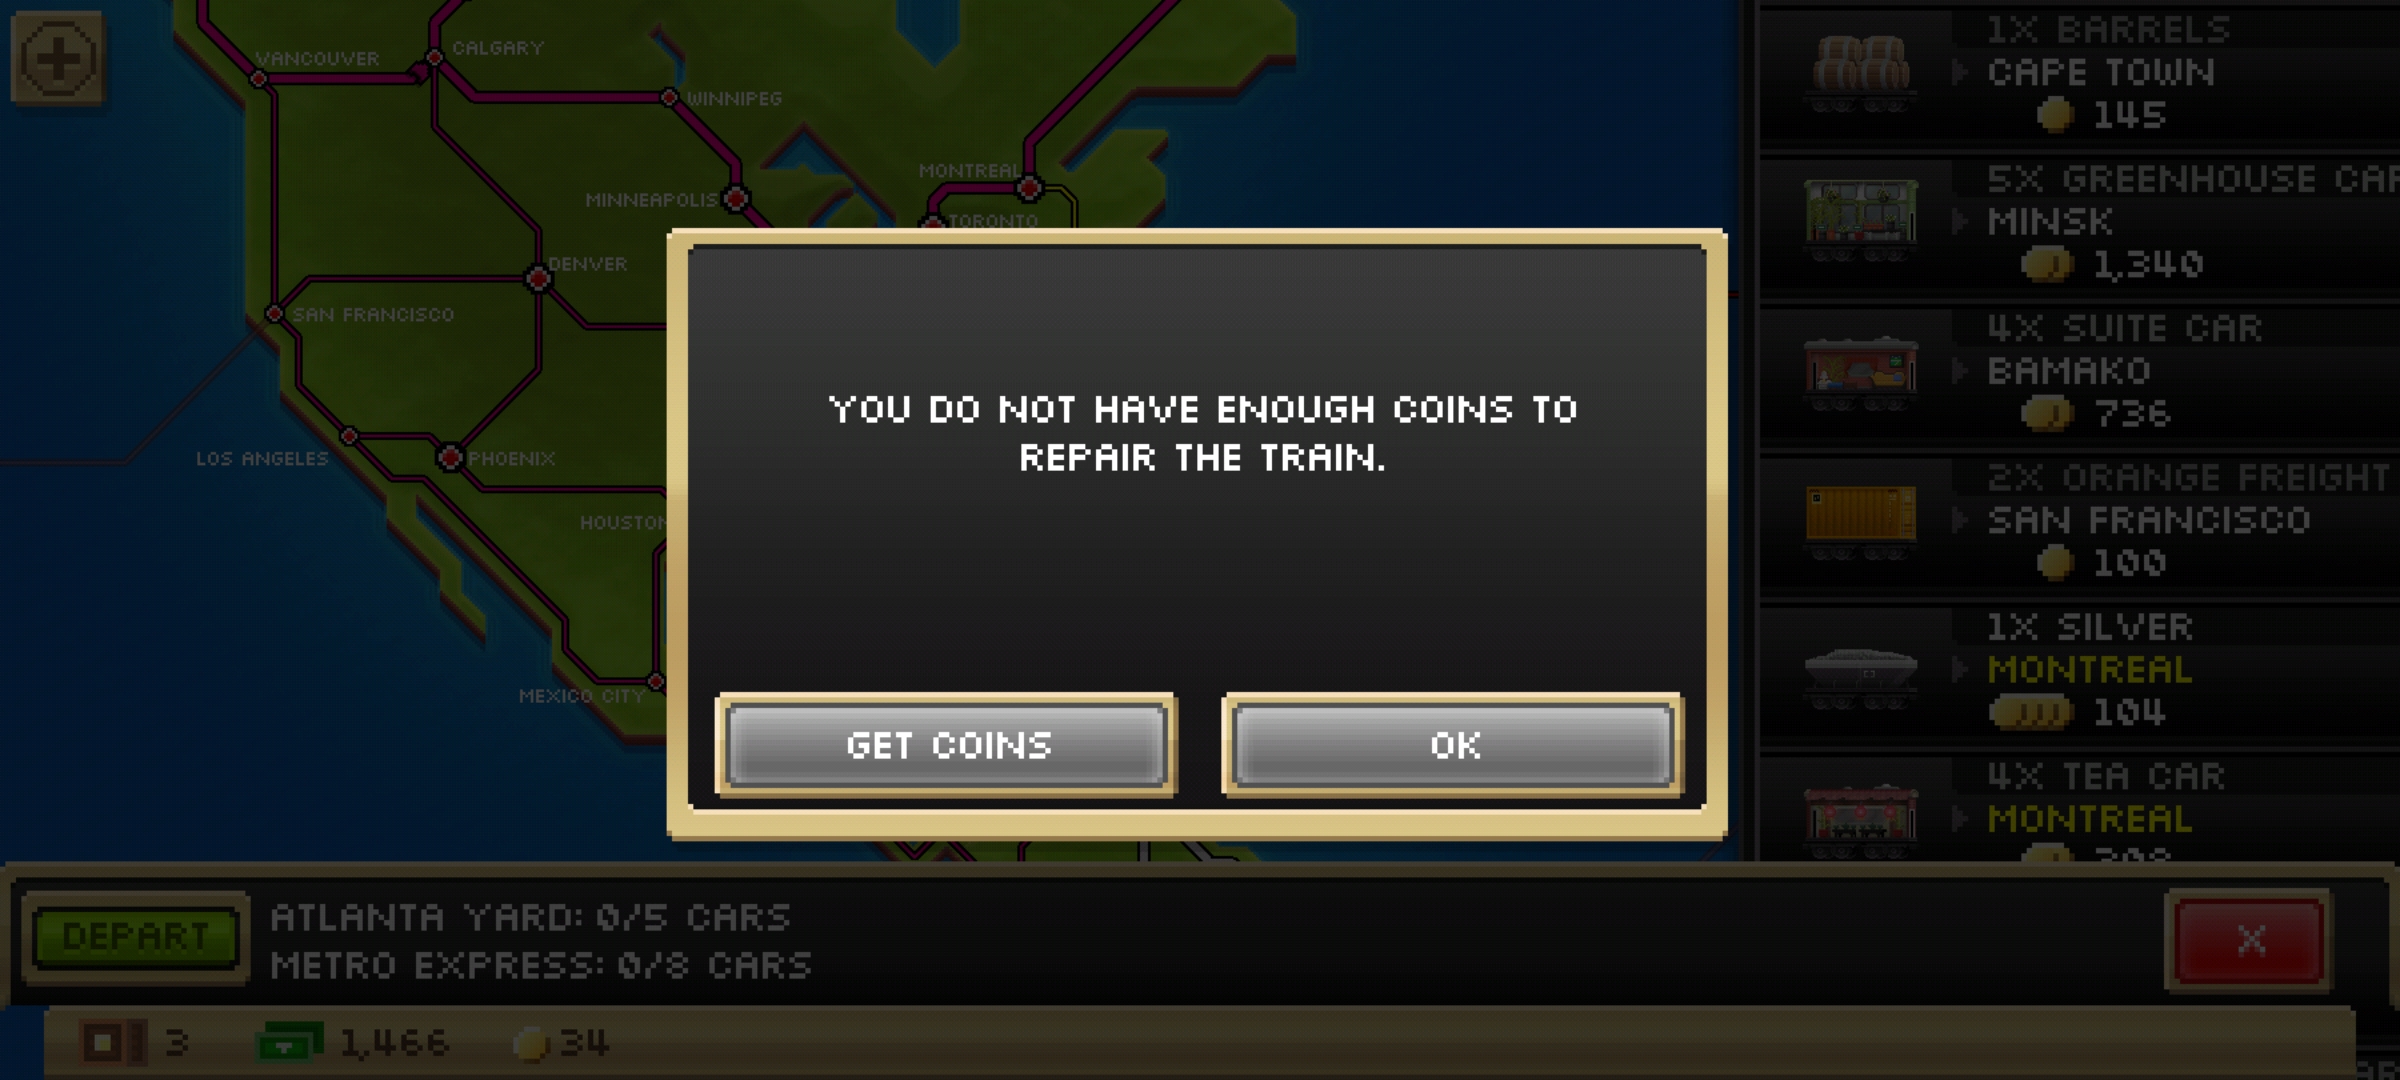 VANCOUVER
CALGARY
WINNIPEG
MINNEAPOLIS
MONTREAL
TORONTO
DENVER
SAN FRANCISCO
LOS ANGELES
PHOENIX
HOUSTON
MEXICO CITY
YOU DO NOT HAVE ENOUGH COINS TO
REPAIR THE TRAIN.
GET COINS
OK
1X BARRELS
CAPE TOWN
145
5X GREENHOUSE CAR
MINSK
1,340
4X SUITE CAR
BAMAKO
736
2X ORANGE FREIGHT
SAN FRANCISCO
100
1X SILVER
MONTREAL
104
4X TEA CAR
MONTREAL
DEPART
ATLANTA YARD: 0/5 CARS
METRO EXPRESS: 0/8 CARS
X
3
1,466
34